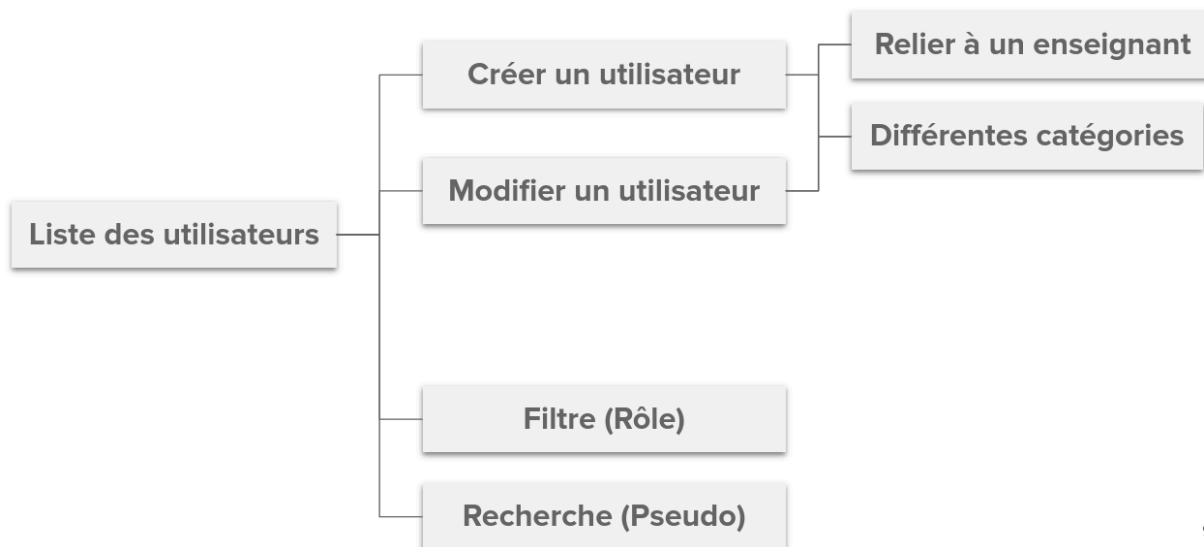 Relier à un enseignant
Créer un utilisateur
Différentes catégories
Modifier un utilisateur
Liste des utilisateurs
Filtre (Rôle)
Recherche (Pseudo)